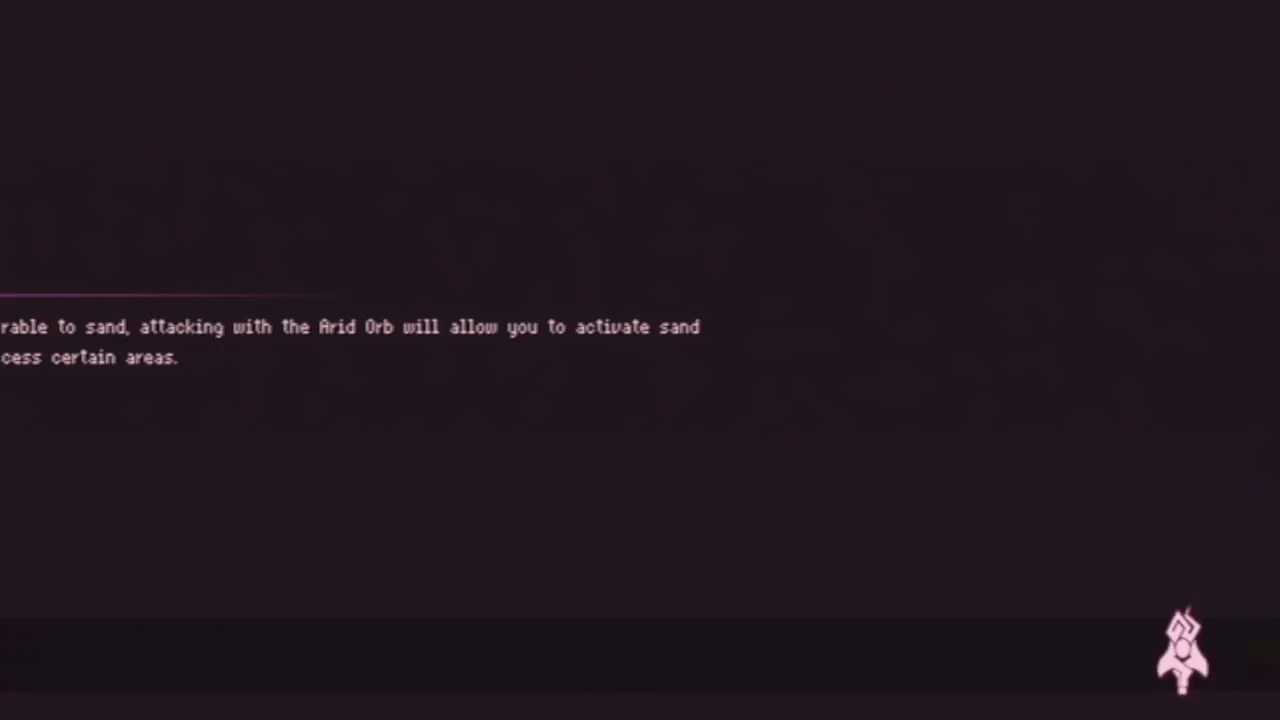 rable to sand, attacking with the Arid Orb will allow you to activate sand
cess certain areas.